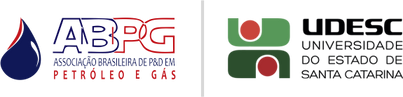 ABPG
ASSOCIAÇÃO BRASILEIRA DE P&D EM
PETRÓLEO E GÁS
UDESC
UNIVERSIDADE
DO ESTADO DE
SANTA CATARINA